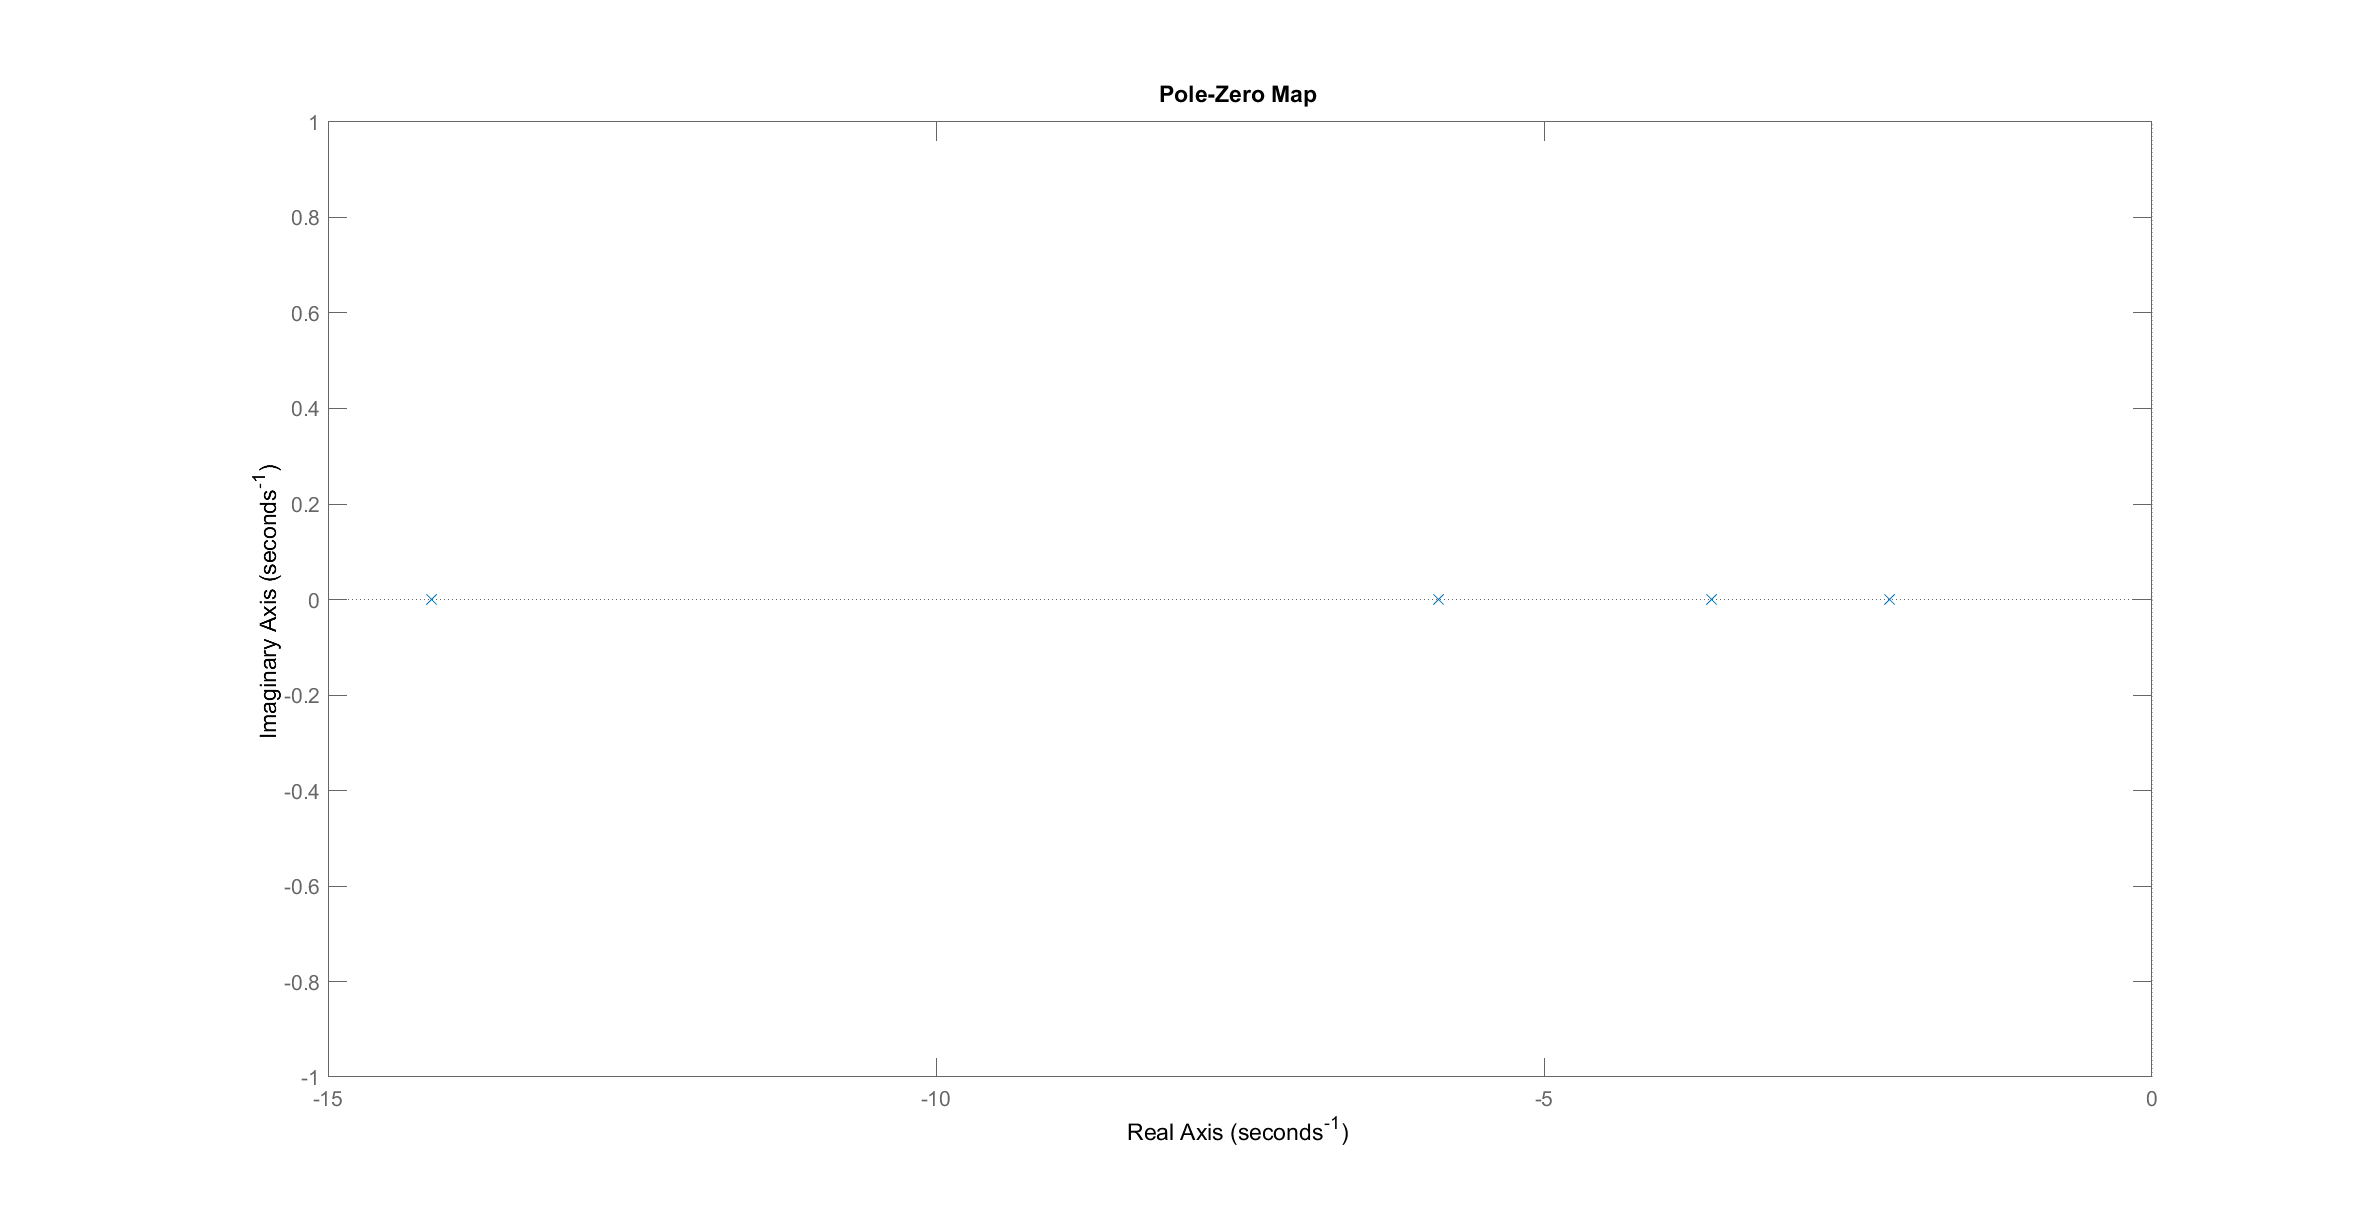 Pole-Zero Map
1
0.8
0.6
0.4
0.2
0
-0.2
-0.4
-0.6
-0.8
-1
Imaginary Axis (seconds-1)
-15 -10 -5 0
Real Axis (seconds-1)